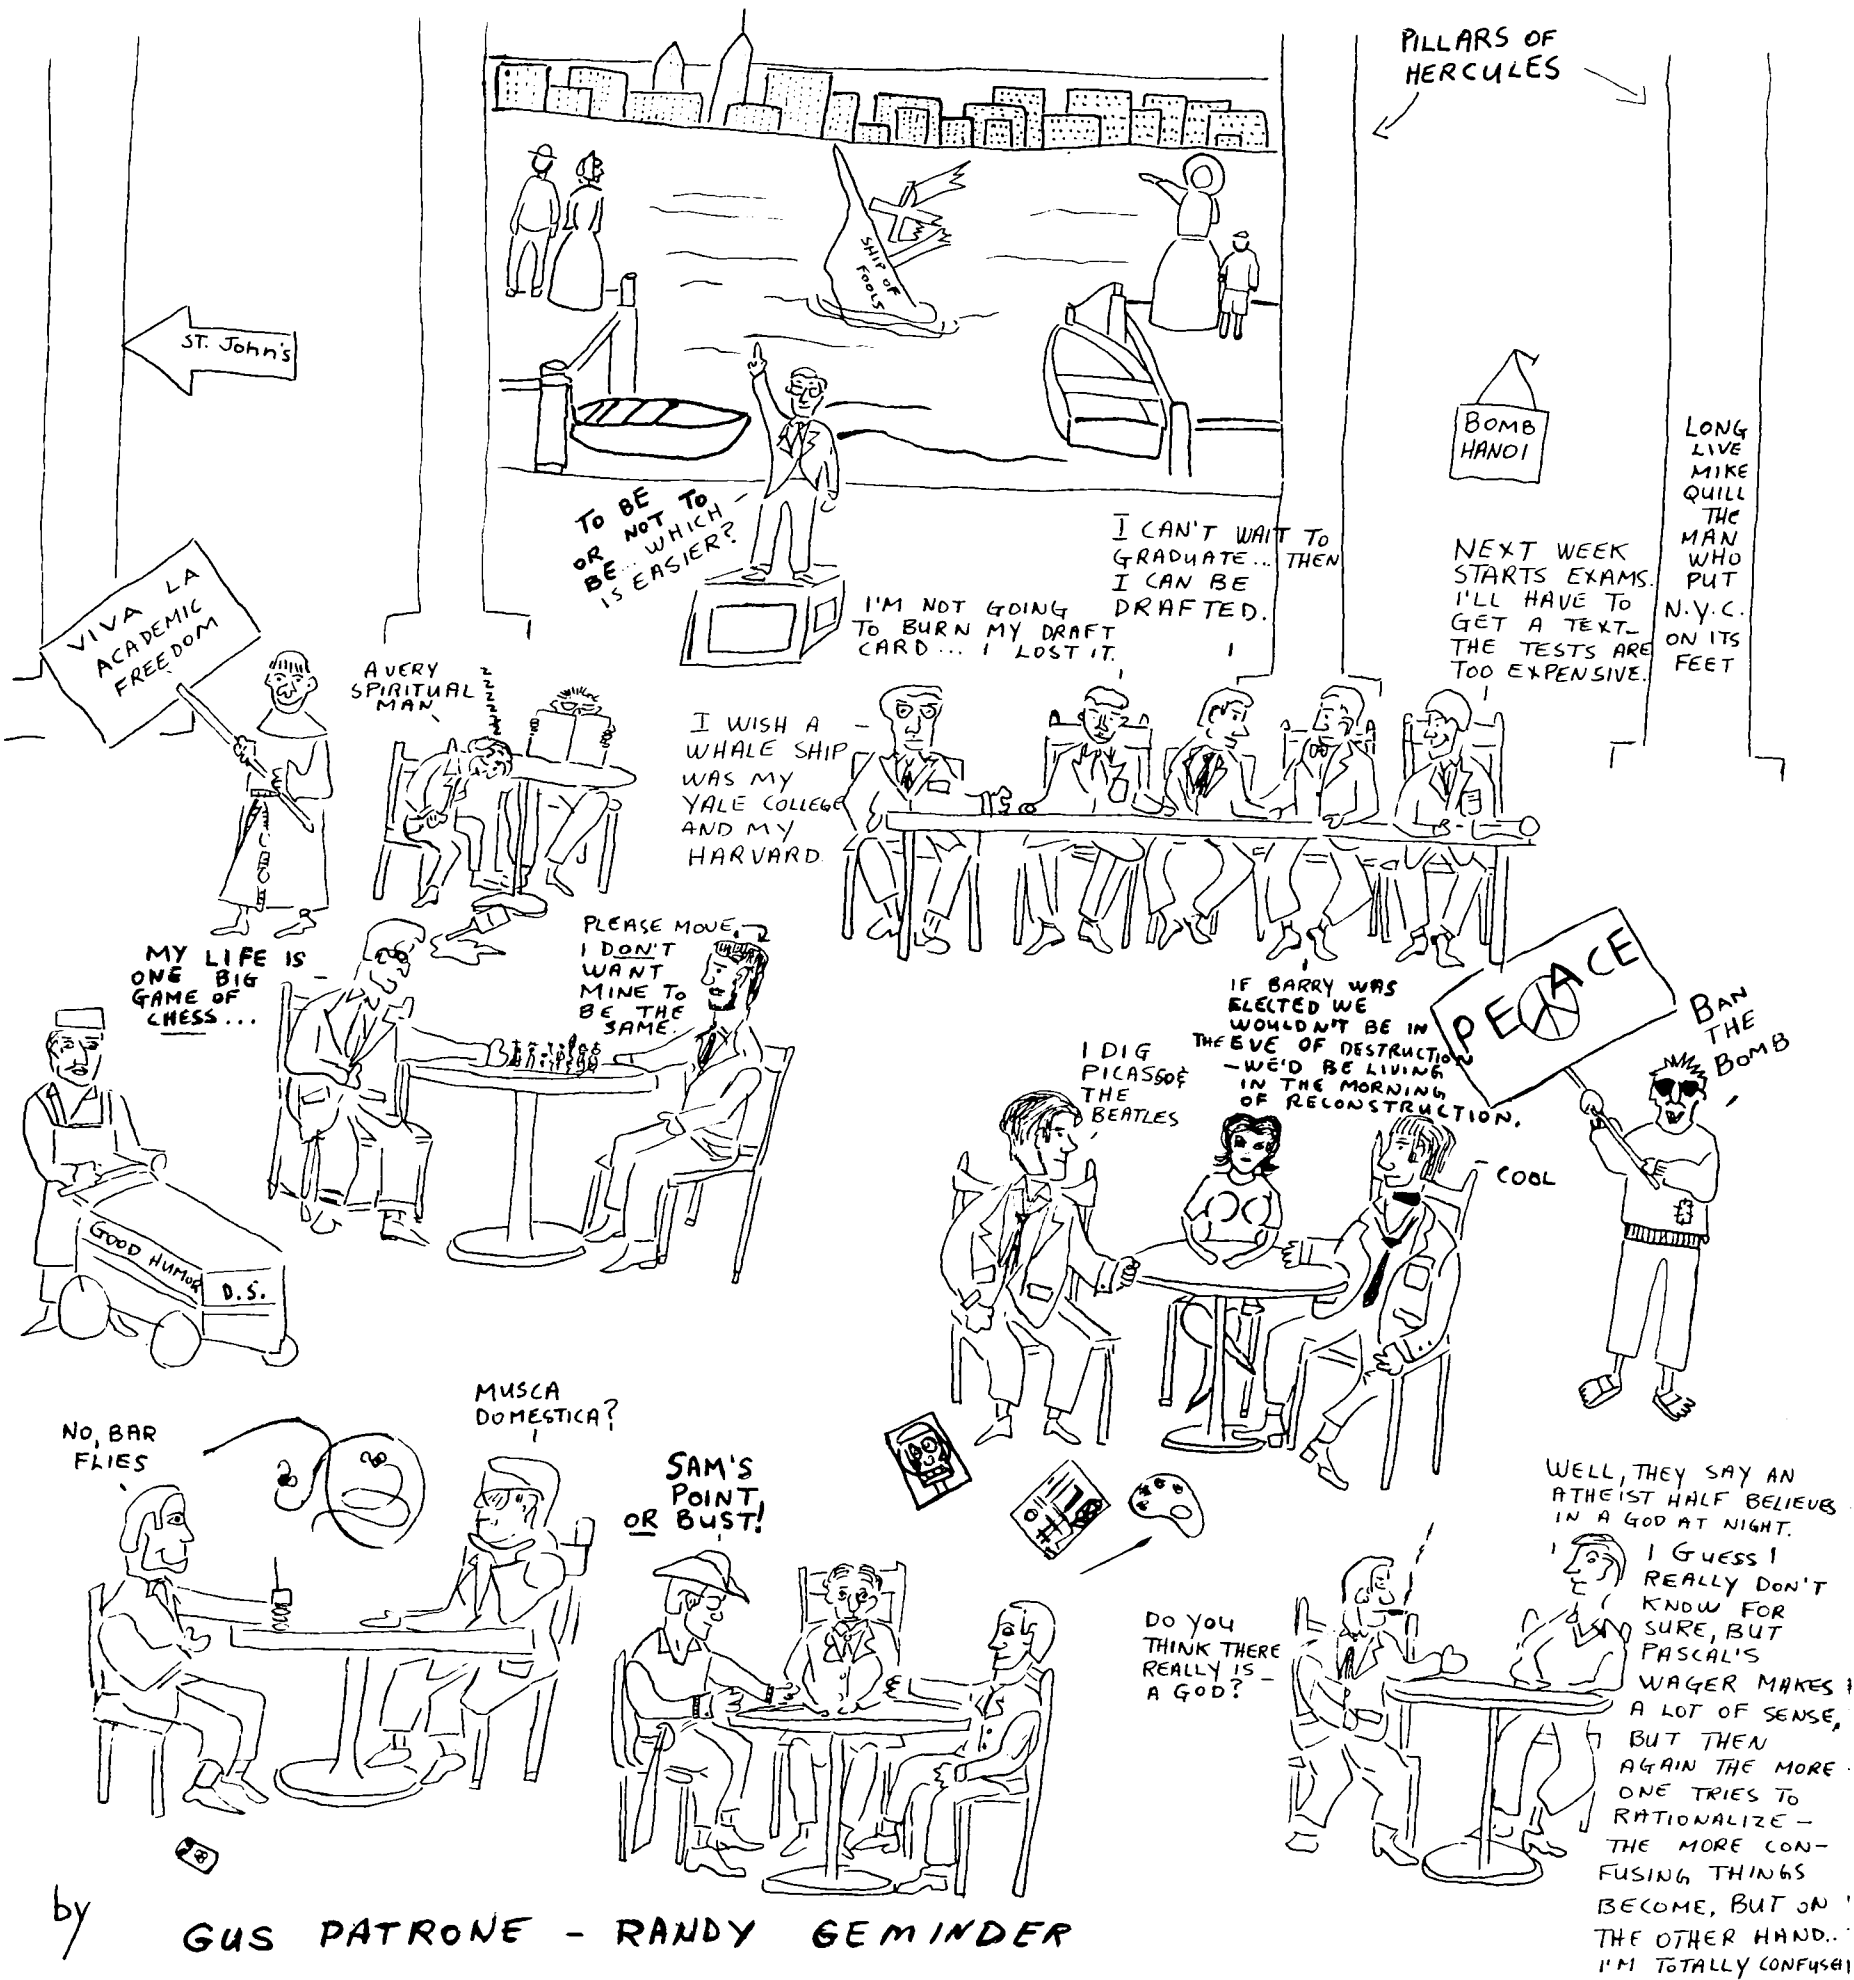 PILLARS OF
HERCULES
SHIP OF
FOOLS
ST. John's
BOMB
HANOI
LONG
LIVE
MIKE
QUILL
THE
MAN
WHO
PUT
N.Y.C.
ON ITS
FEET
TO BE
OR NOT TO
BE... WHICH
IS EASIER?
I CAN'T WAIT TO
GRADUATE... THEN
I CAN BE
DRAFTED.
I'M NOT GOING
TO BURN MY DRAFT
CARD... I LOST IT.
NEXT WEEK
STARTS EXAMS.
I'LL HAVE TO
GET A TEXT-
THE TESTS ARE
TOO EXPENSIVE.
VIVA LA
ACADEMIC
FREEDOM
A VERY
SPIRITUAL
MAN
I WISH A
WHALE SHIP
WAS MY
YALE COLLEGE
AND MY
HARVARD
MY LIFE IS
ONE BIG
GAME OF
CHESS...
PLEASE MOVE,
I DON'T
WANT
MINE TO
BE THE
SAME.
IF BARRY WAS
ELECTED WE
WOULDN'T BE IN
THE EVE OF DESTRUCTION
-WE'D BE LIVING
IN THE MORNING
OF RECONSTRUCTION.
PEACE
BAN
THE
BOMB
I DIG
PICASSO &
THE
BEATLES
COOL
GOOD HUMOR
D.S.
NO, BAR
FLIES
MUSCA
DOMESTICA?
SAM'S
POINT
OR BUST!
DO YOU
THINK THERE
REALLY IS
A GOD?
WELL, THEY SAY AN
ATHEIST HALF BELIEVES
IN A GOD AT NIGHT.
I GUESS I
REALLY DON'T
KNOW FOR
SURE, BUT
PASCAL'S
WAGER MAKES
A LOT OF SENSE,
BUT THEN
AGAIN THE MORE
ONE TRIES TO
RATIONALIZE -
THE MORE CON-
FUSING THINGS
BECOME, BUT ON
THE OTHER HAND..
I'M TOTALLY CONFUSED
by
GUS PATRONE - RANDY GEMINDER